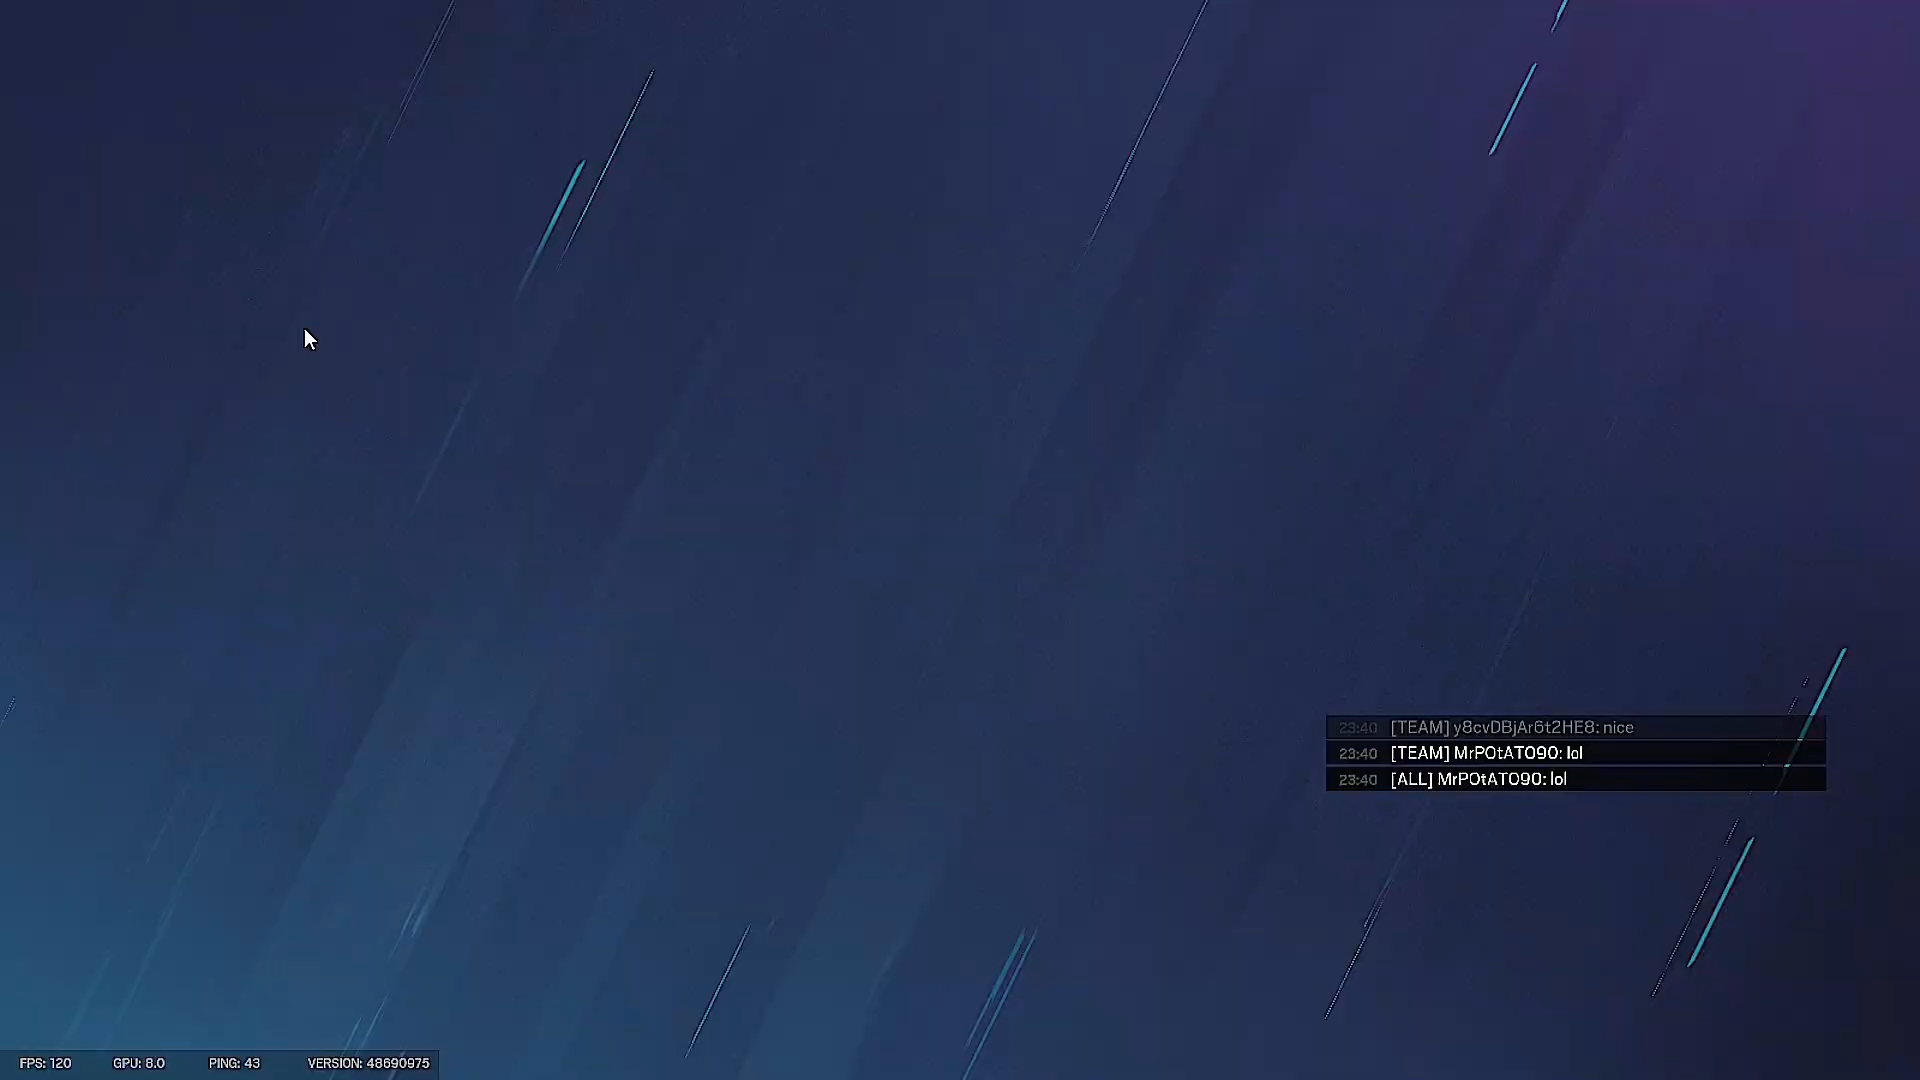 23:40 [TEAM] y8cvDBjAr6t2HE8: nice
23:40 [TEAM] MrPOtATO90: lol
23:40 [ALL] MrPOtATO90: lol
FPS: 120 GPU: 8.0 PING: 43 VERSION: 48690975